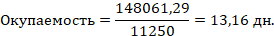 Окупаемость = 148061,29 / 11250 = 13,16 дн.